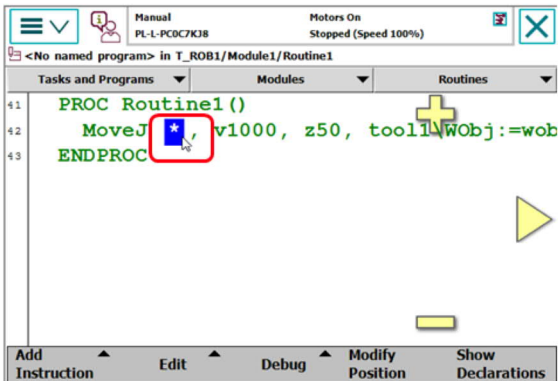 Manual
PL-L-PC0C7KJ8
Motors On
Stopped (Speed 100%)
<No named program> in T_ROB1/Module1/Routine1
Tasks and Programs
Modules
Routines
41 PROC Routine1()
42 MoveJ *, v1000, z50, tool1\WObj:=wob
43 ENDPROC
Add Instruction
Edit
Debug
Modify Position
Show Declarations